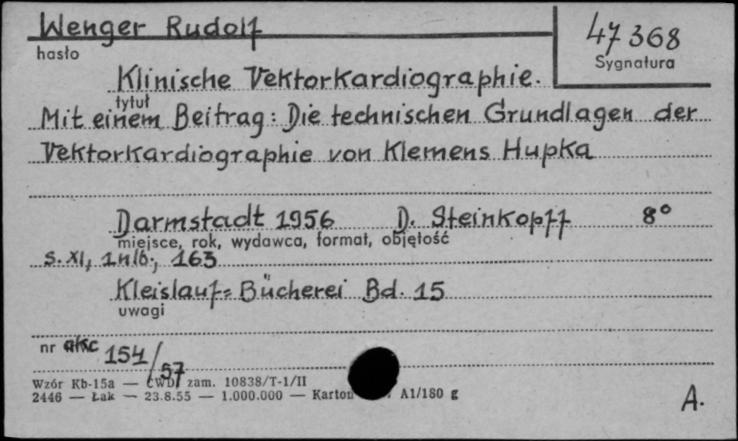 Wenger Rudolf
47368
hasło
Sygnatura
Klinische Vektorkardiographie.
tytuł
Mit einem Beitrag: Die technischen Grundlagen der
Vektorkardiographie von Klemens Hupka
Darmstadt 1956 D. Steinkopff 8°
miejsce, rok, wydawca, format, objętość
S. XI, 1 nlb., 163
Kleislauf=Bücherei Bd. 15
uwagi
nr akc 154/57
Wzór Kb-15a — CWD zam. 10838/T-1/II
2446 — Łak — 23.8.55 — 1.000.000 — Karton A1/180 g
A.